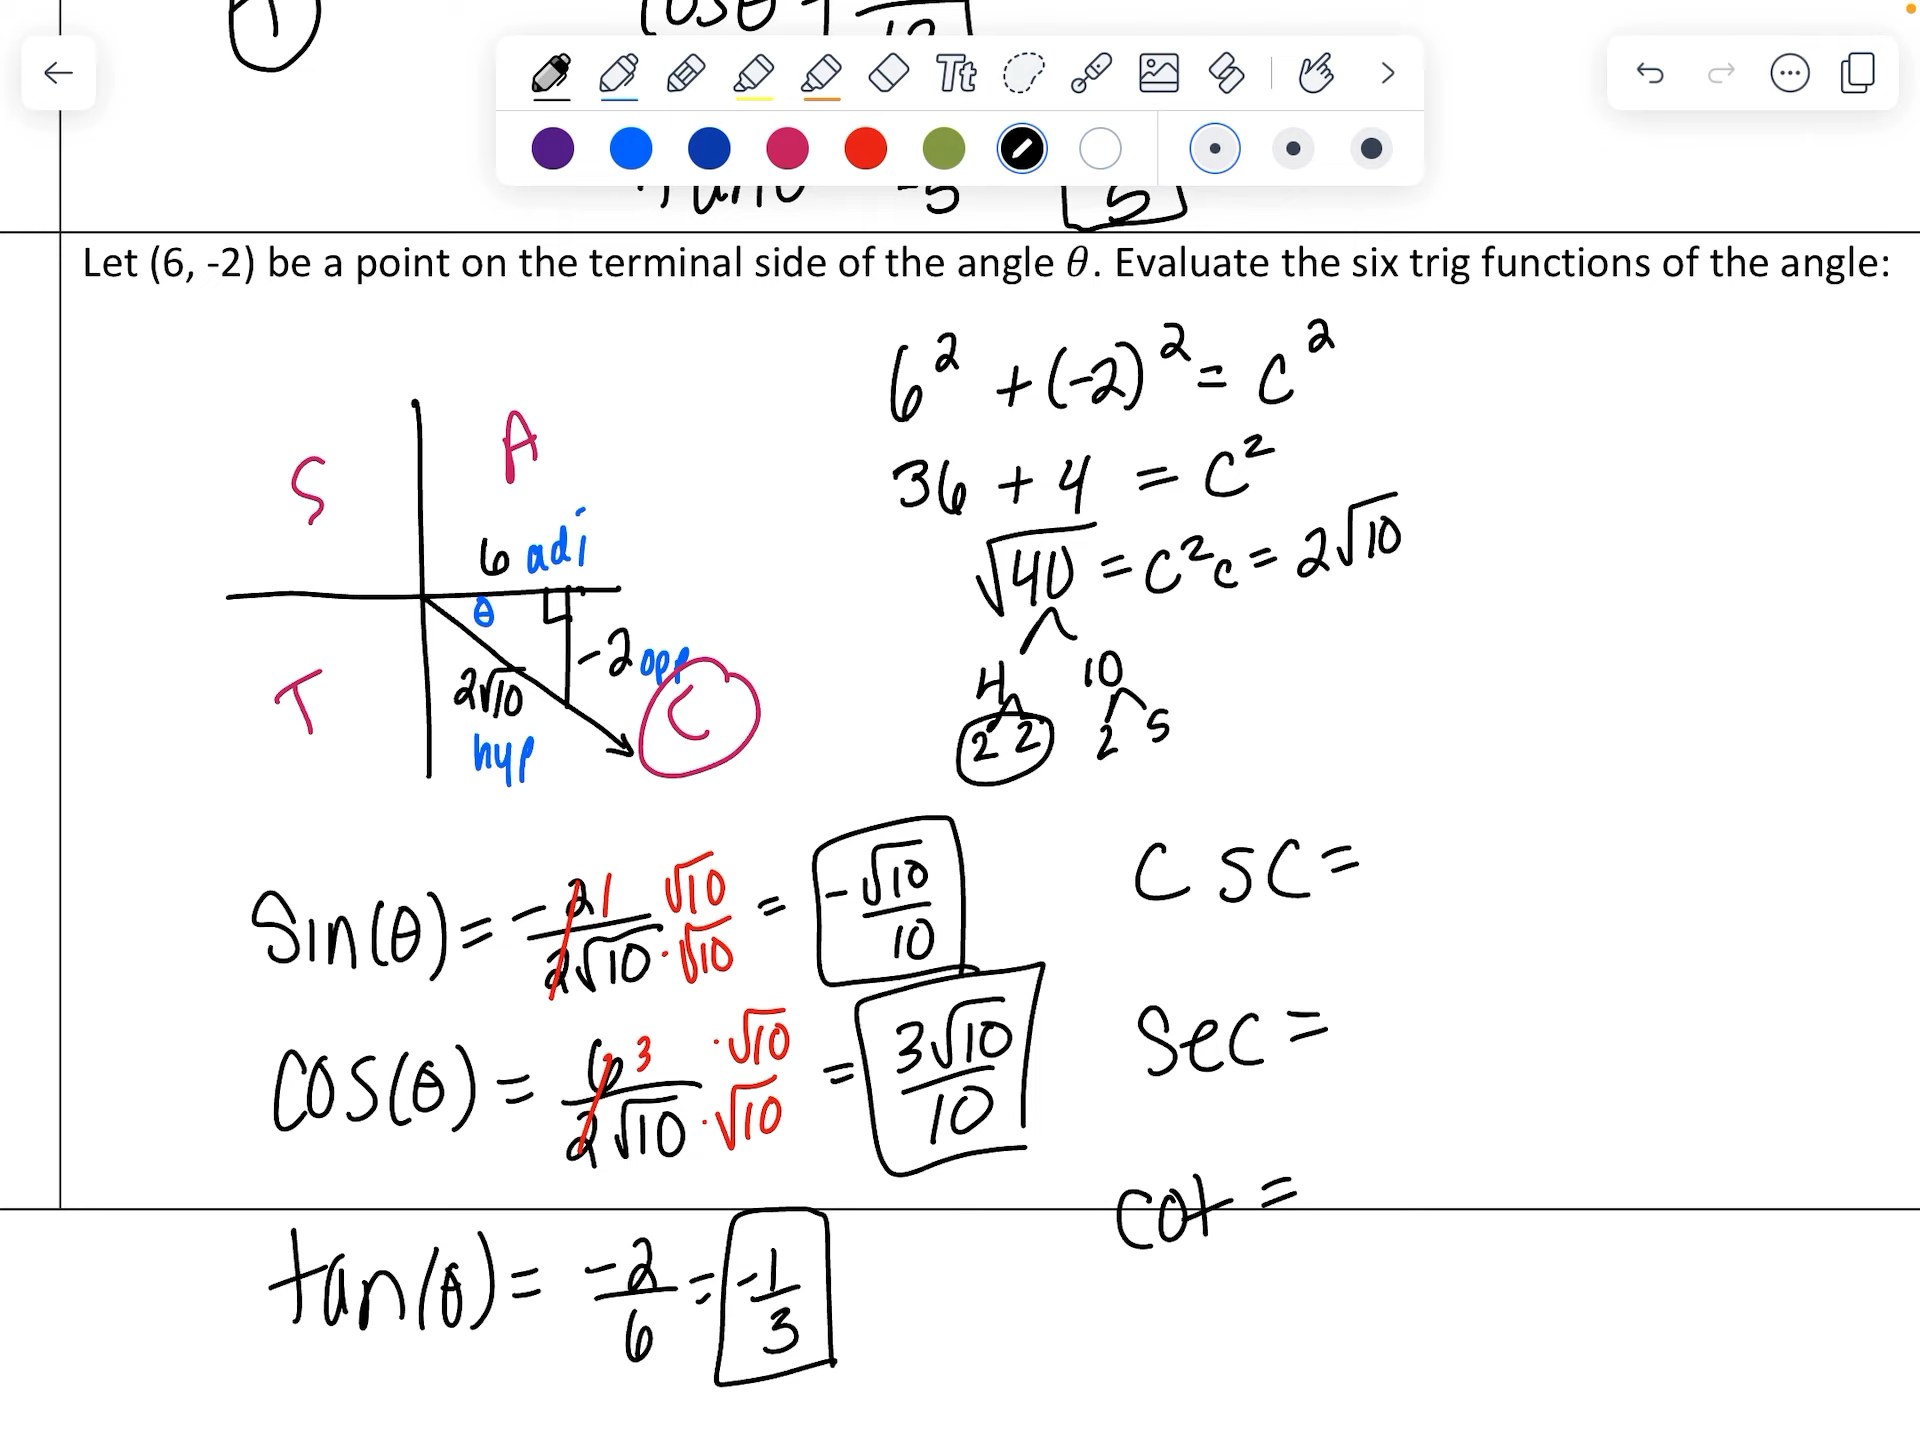 Tt
5
Let (6, -2) be a point on the terminal side of the angle θ. Evaluate the six trig functions of the angle:
6² + (-2)² = c²
36 + 4 = c²
√40 = c² c = 2√10
4 10
2 2 2 5
S A
6 adj
θ
-2 opp
T 2√10 C
hyp
Sin(θ) = -2 1 √10 / 2√10 · √10 = -√10 / 10
cos(θ) = 6 3 · √10 / 2√10 · √10 = 3√10 / 10
tan(θ) = -2 / 6 = -1 / 3
csc =
sec =
cot =